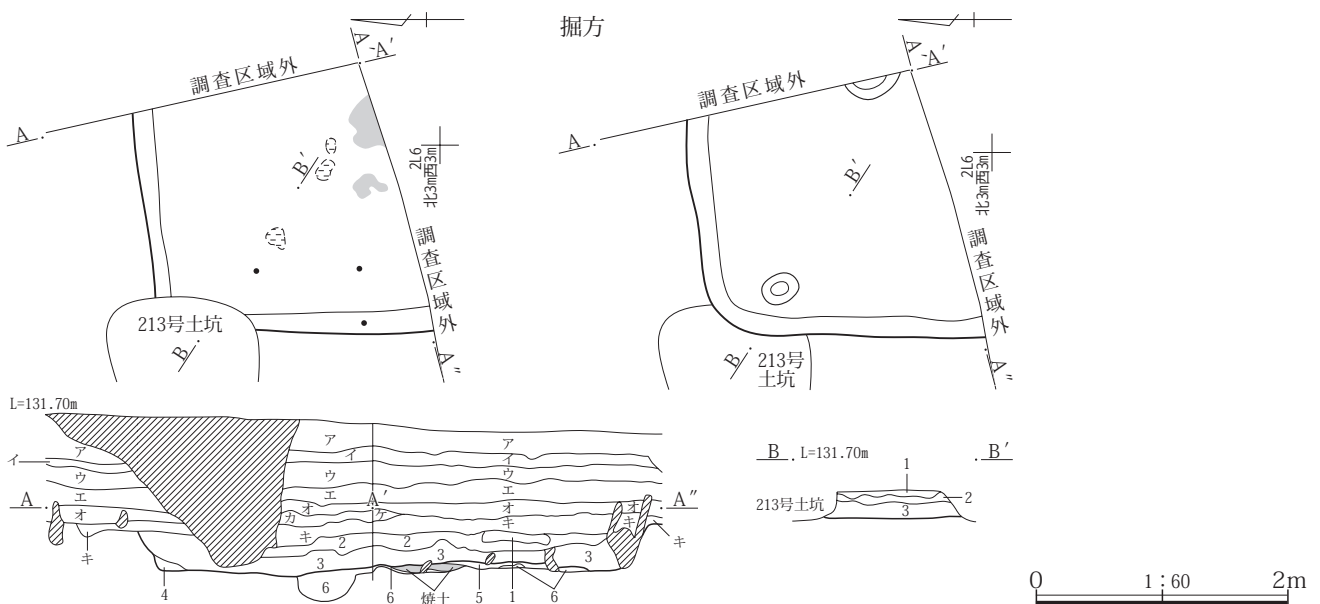 掘方
A
A′
調査区域外
A
B′
2L6
北3m西3m
調査区域外
213号土坑
B
A″
A
A′
調査区域外
A
B′
2L6
北3m西3m
調査区域外
B
213号
土坑
A″
L=131.70m
ア
イ
ウ
エ
オ
キ
A
ア
イ
ウ
エ
オ
カ
キ
A′
ケ
ア
イ
ウ
エ
オ
キ
オ
キ
A″
キ
2
2
3
3
3
6
4
6
焼土
5
1
6
B
L=131.70m
B′
1
2
3
213号土坑
0
1:60
2m